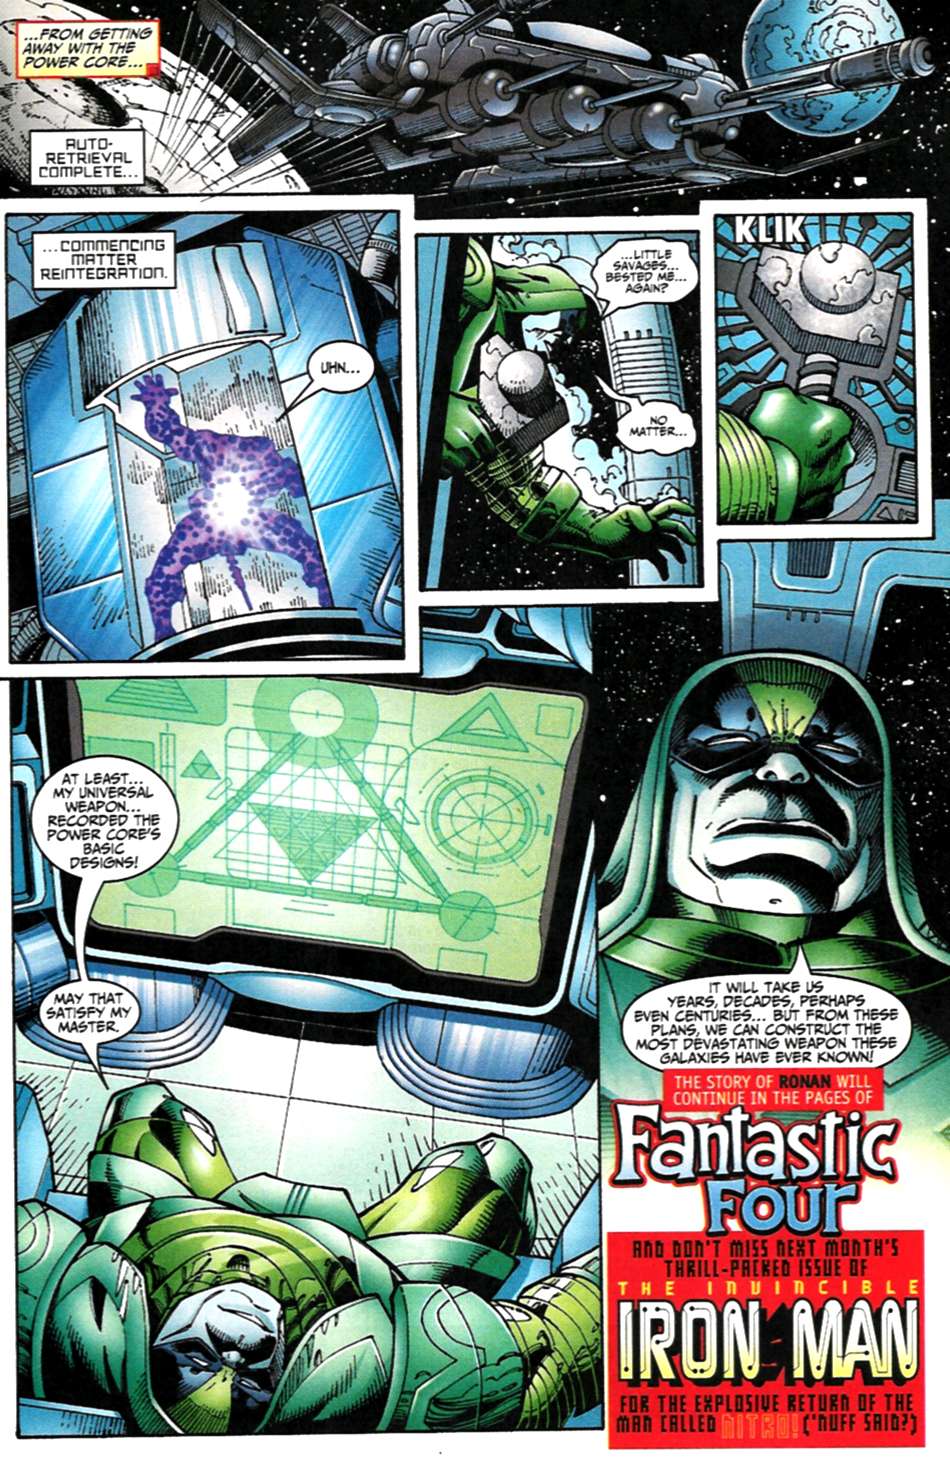 ...FROM GETTING
AWAY WITH THE
POWER CORE...
AUTO-
RETRIEVAL
COMPLETE...
...COMMENCING
MATTER
REINTEGRATION.
UHN...
...LITTLE
SAVAGES...
BESTED ME...
AGAIN?
NO
MATTER...
KLIK
AT LEAST...
MY UNIVERSAL
WEAPON...
RECORDED THE
POWER CORE'S
BASIC
DESIGNS!
MAY THAT
SATISFY MY
MASTER.
IT WILL TAKE US
YEARS, DECADES, PERHAPS
EVEN CENTURIES... BUT FROM THESE
PLANS, WE CAN CONSTRUCT THE
MOST DEVASTATING WEAPON THESE
GALAXIES HAVE EVER KNOWN!
THE STORY OF RONAN WILL
CONTINUE IN THE PAGES OF
FANTASTIC
FOUR
AND DON'T MISS NEXT MONTH'S
THRILL-PACKED ISSUE OF
THE INVINCIBLE
IRON MAN
FOR THE EXPLOSIVE RETURN OF THE
MAN CALLED NITRO! ('NUFF SAID?)